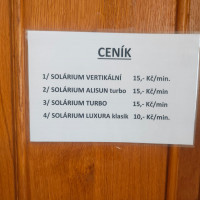 CENÍK
1/ SOLÁRIUM VERTIKÁLNÍ 15,- Kč/min.
2/ SOLÁRIUM ALISUN turbo 15,- Kč/min.
3/ SOLÁRIUM TURBO 15,- Kč/min
4/ SOLÁRIUM LUXURA klasik 10,- Kč/min.